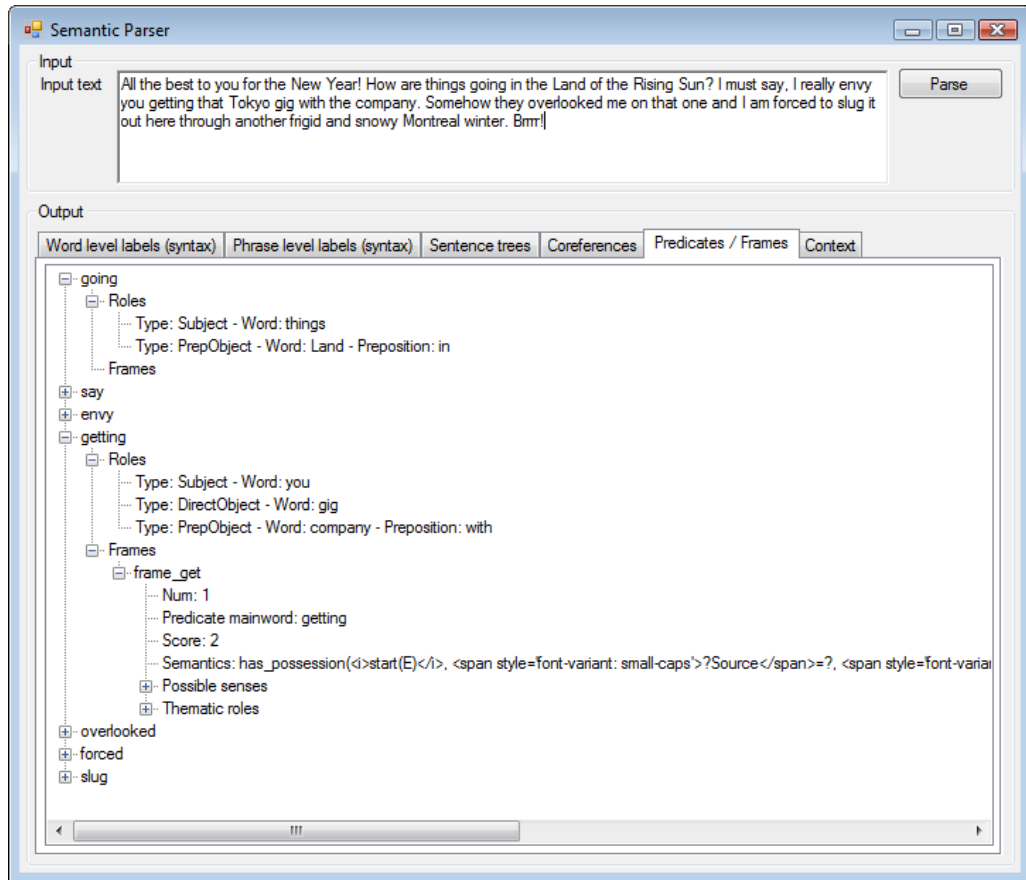 Semantic Parser
Input
Input text
All the best to you for the New Year! How are things going in the Land of the Rising Sun? I must say, I really envy
you getting that Tokyo gig with the company. Somehow they overlooked me on that one and I am forced to slug it
out here through another frigid and snowy Montreal winter. Brrrr!
Parse
Output
Word level labels (syntax)
Phrase level labels (syntax)
Sentence trees
Coreferences
Predicates / Frames
Context
going
Roles
Type: Subject - Word: things
Type: PrepObject - Word: Land - Preposition: in
Frames
say
envy
getting
Roles
Type: Subject - Word: you
Type: DirectObject - Word: gig
Type: PrepObject - Word: company - Preposition: with
Frames
frame_get
Num: 1
Predicate mainword: getting
Score: 2
Semantics: has_possession(<i>start(E)</i>, <span style='font-variant: small-caps'>?Source</span>=?, <span style='font-varia
Possible senses
Thematic roles
overlooked
forced
slug